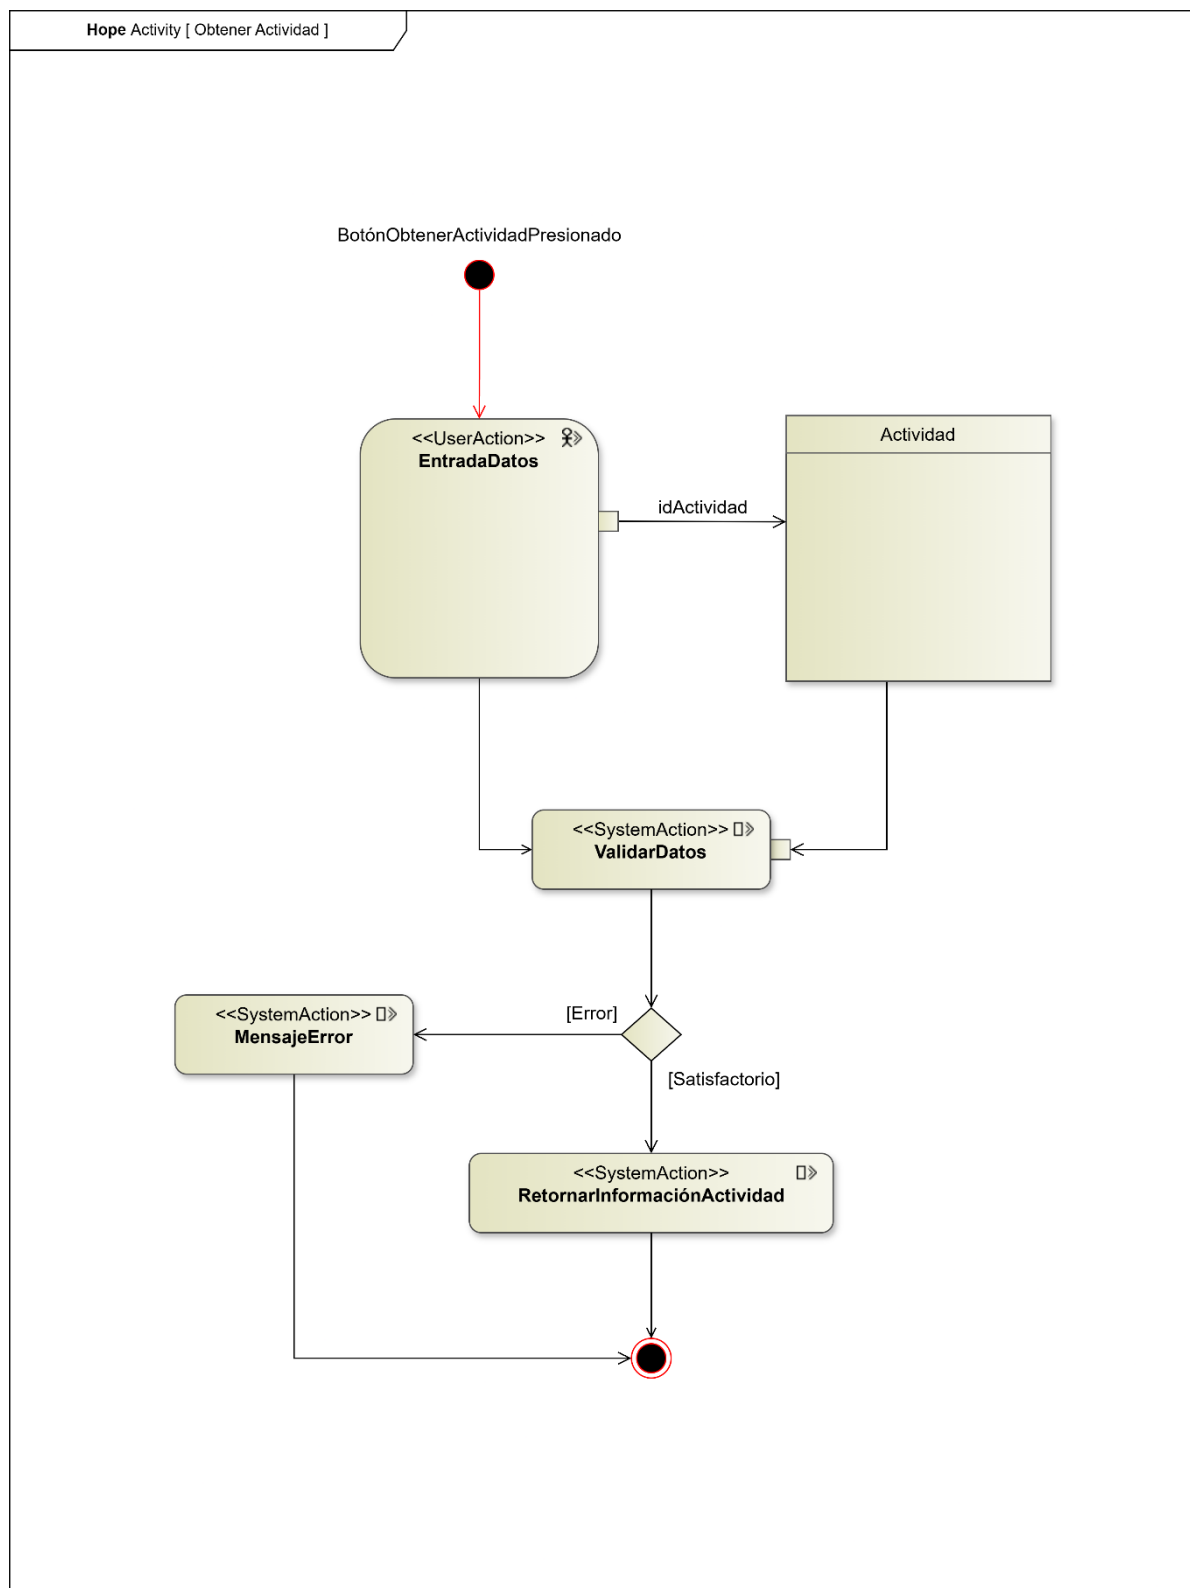 Hope Activity [ Obtener Actividad ]
BotónObtenerActividadPresionado
<<UserAction>>
EntradaDatos
idActividad
Actividad
<<SystemAction>>
ValidarDatos
[Error]
<<SystemAction>>
MensajeError
[Satisfactorio]
<<SystemAction>>
RetornarInformaciónActividad